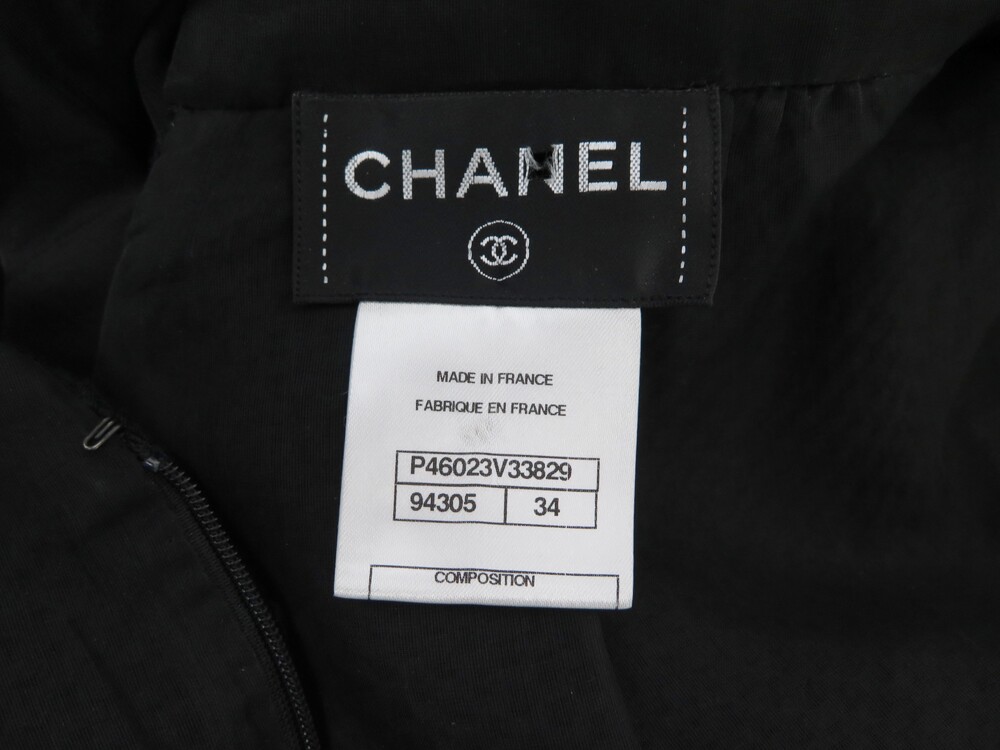 CHANEL
MADE IN FRANCE
FABRIQUE EN FRANCE
P46023V33829
94305 34
COMPOSITION